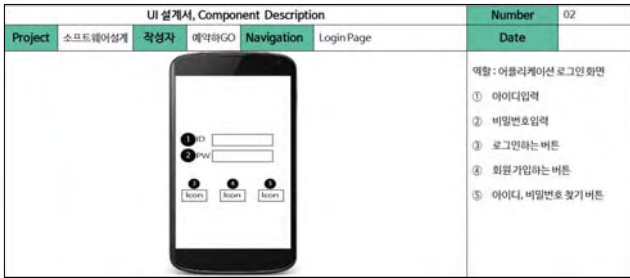 UI 설계서, Component Description Number 02
Project 소프트웨어설계 작성자 예약하GO Navigation Login Page Date
역할 : 어플리케이션 로그인 화면
① 아이디입력
② 비밀번호입력
③ 로그인하는 버튼
④ 회원가입하는 버튼
⑤ 아이디, 비밀번호 찾기 버튼
1 ID
2 PW
3 4 5
Icon Icon Icon